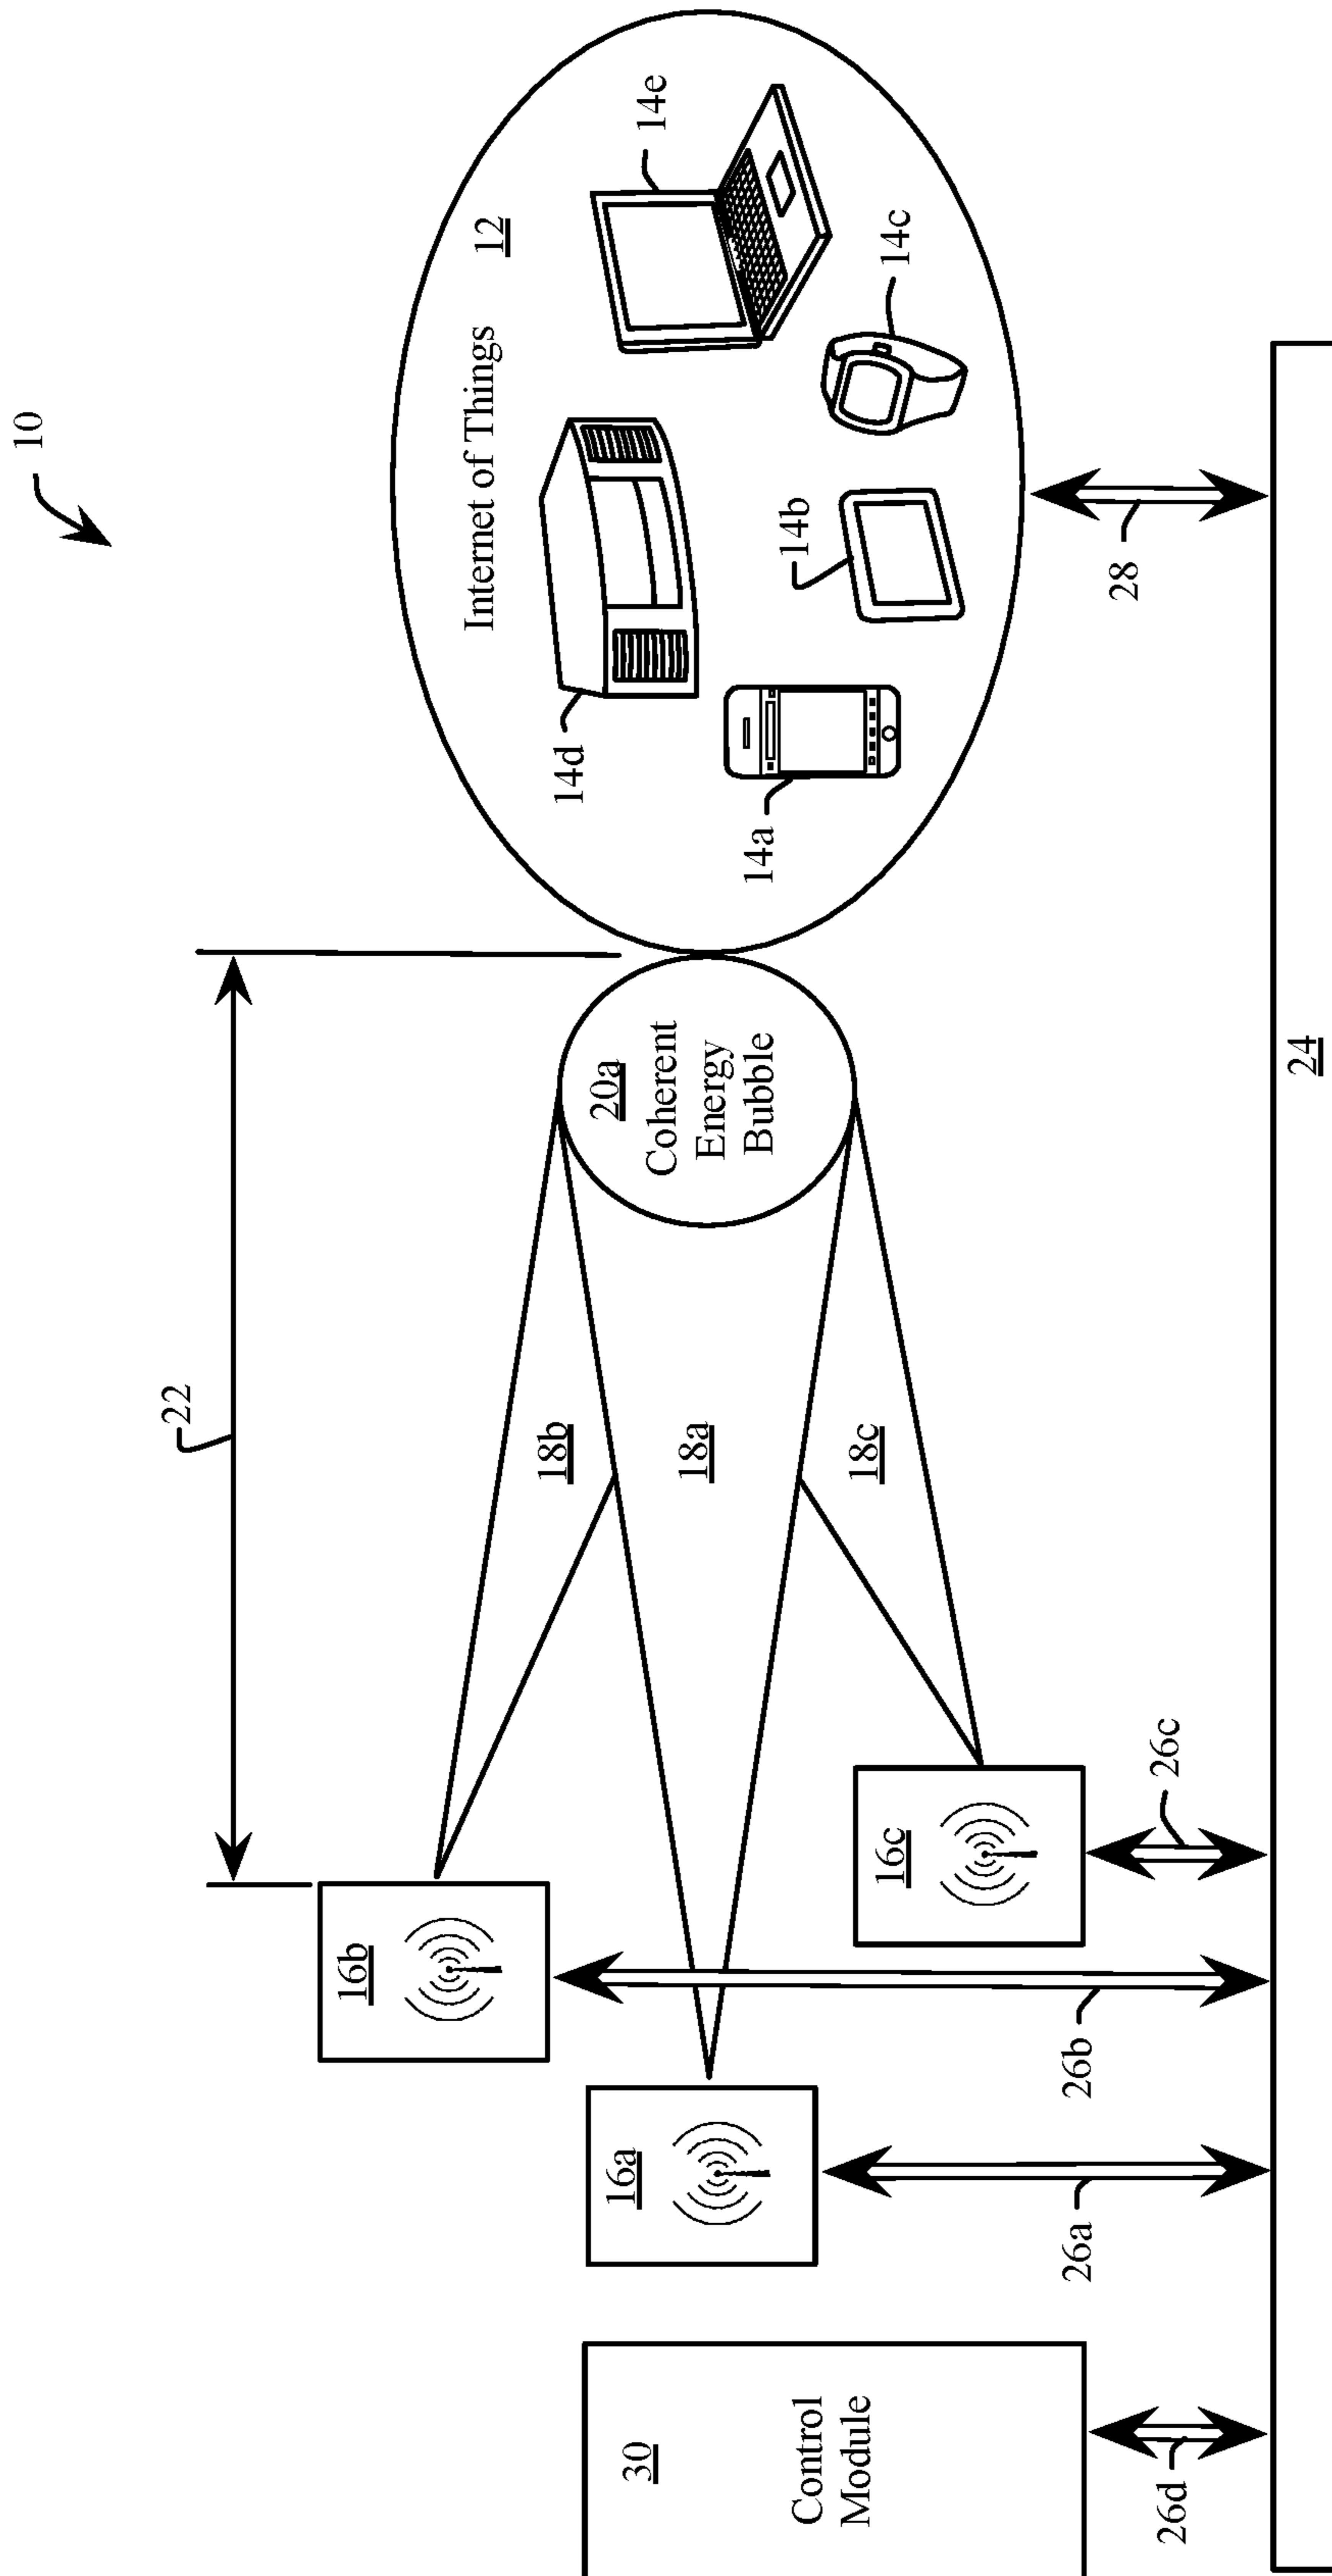 10
22
Internet of Things
12
14e
14d
14c
14b
14a
20a
Coherent
Energy
Bubble
18b
18a
18c
16b
16a
16c
30
Control
Module
26d
26a
26b
26c
28
24